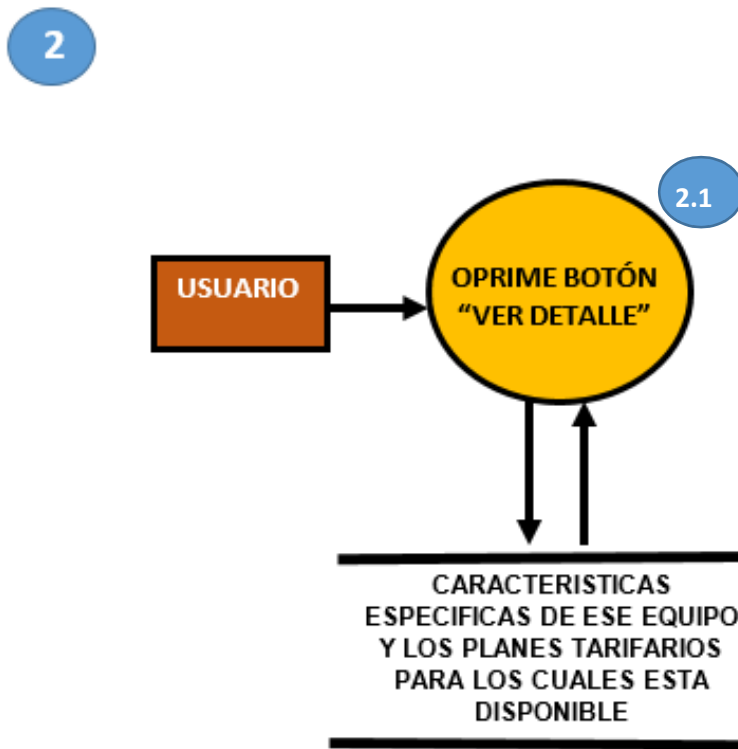 2
2.1
USUARIO
OPRIME BOTÓN
“VER DETALLE”
CARACTERISTICAS
ESPECIFICAS DE ESE EQUIPO
Y LOS PLANES TARIFARIOS
PARA LOS CUALES ESTA
DISPONIBLE